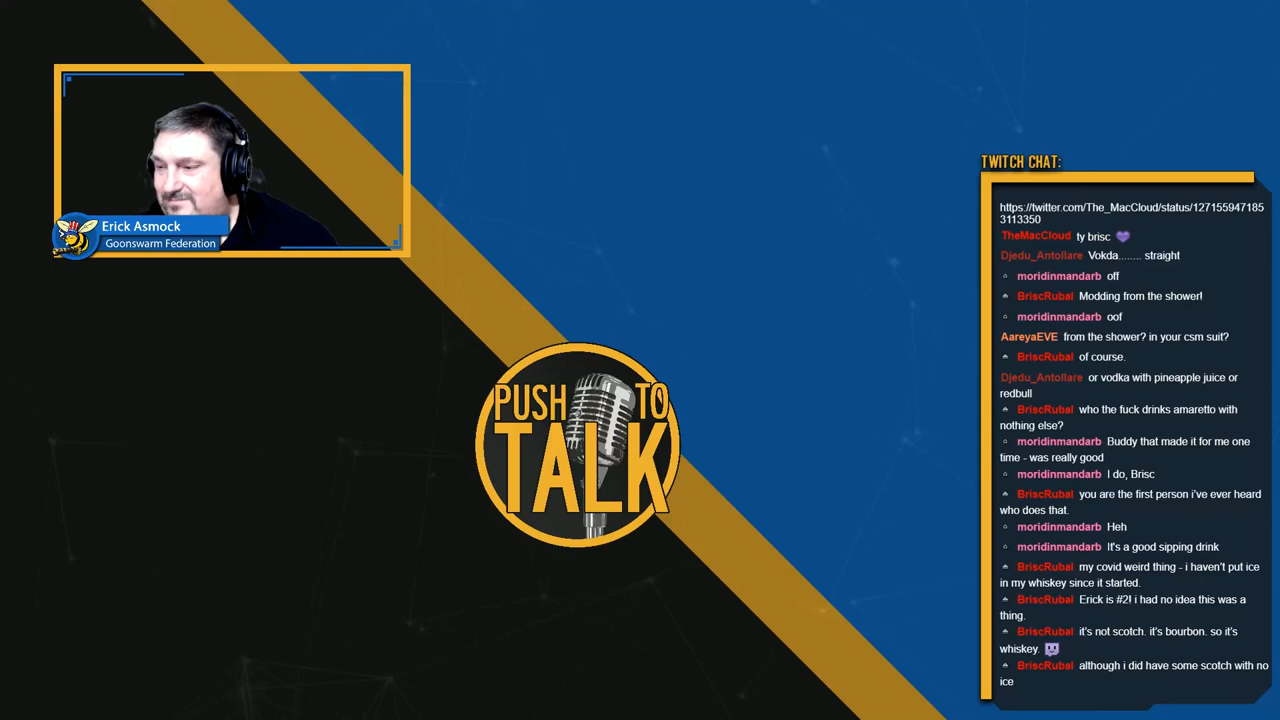 Erick Asmock
Goonswarm Federation
PUSH TO
TALK
TWITCH CHAT:
https://twitter.com/The_MacCloud/status/127155947185
3113350
TheMacCloud ty brisc
Djedu_Antollare Vokda........ straight
moridinmandarb off
BriscRubal Modding from the shower!
moridinmandarb oof
AareyaEVE from the shower? in your csm suit?
BriscRubal of course.
Djedu_Antollare or vodka with pineapple juice or
redbull
BriscRubal who the fuck drinks amaretto with
nothing else?
moridinmandarb Buddy that made it for me one
time - was really good
moridinmandarb I do, Brisc
BriscRubal you are the first person i've ever heard
who does that.
moridinmandarb Heh
moridinmandarb It's a good sipping drink
BriscRubal my covid weird thing - i haven't put ice
in my whiskey since it started.
BriscRubal Erick is #2! i had no idea this was a
thing.
BriscRubal it's not scotch. it's bourbon. so it's
whiskey.
BriscRubal although i did have some scotch with no
ice